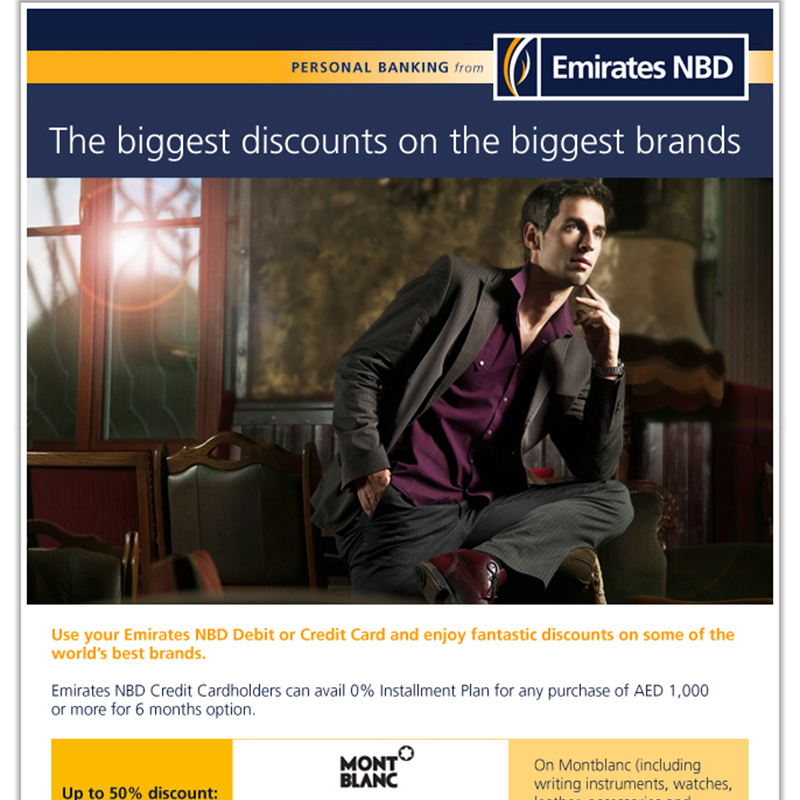 PERSONAL BANKING from Emirates NBD
The biggest discounts on the biggest brands
Use your Emirates NBD Debit or Credit Card and enjoy fantastic discounts on some of the
world's best brands.
Emirates NBD Credit Cardholders can avail 0% Installment Plan for any purchase of AED 1,000
or more for 6 months option.
Up to 50% discount:
MONT
BLANC
On Montblanc (including
writing instruments, watches,
leather, accessories and